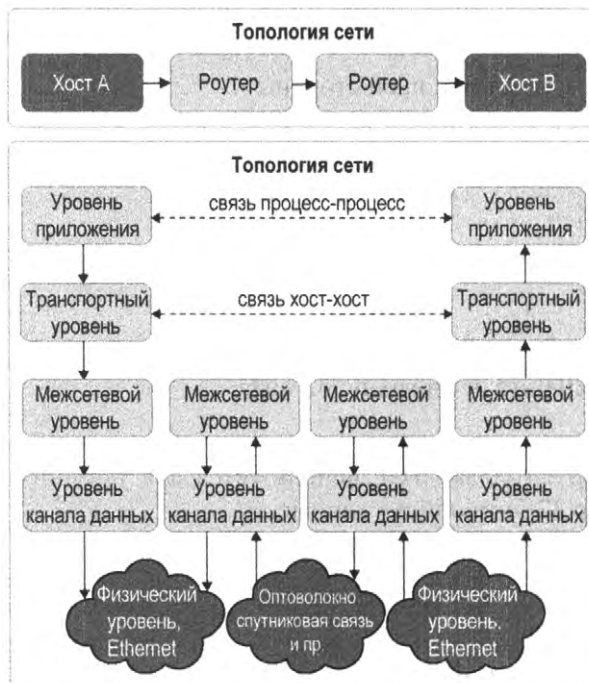 Топология сети
Хост A
Роутер
Роутер
Хост B
Топология сети
Уровень
приложения
связь процесс-процесс
Уровень
приложения
Транспортный
уровень
связь хост-хост
Транспортный
уровень
Межсетевой
уровень
Межсетевой
уровень
Межсетевой
уровень
Межсетевой
уровень
Уровень
канала данных
Уровень
канала данных
Уровень
канала данных
Уровень
канала данных
Физический
уровень,
Ethernet
Оптоволокно
спутниковая связь
и пр.
Физический
уровень.
Ethernet